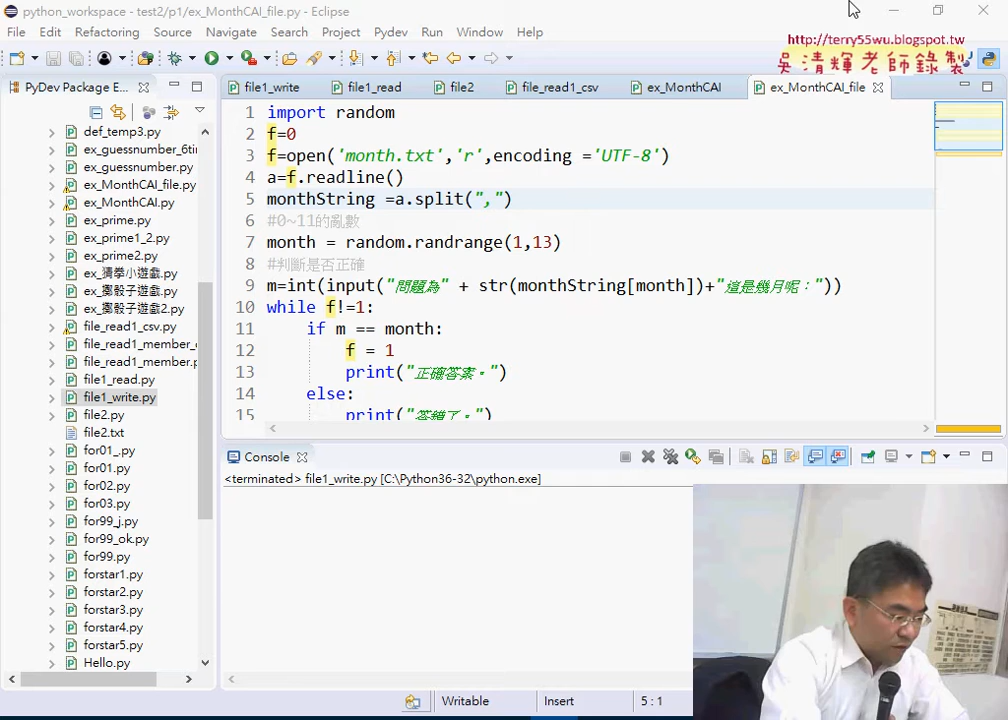 python_workspace - test2/p1/ex_MonthCAI_file.py - Eclipse
File Edit Refactoring Source Navigate Search Project Pydev Run Window Help
http://terry55wu.blogspot.tw
吳清輝老師錄製
PyDev Package E...
file1_write file1_read file2 file_read1_csv ex_MonthCAI ex_MonthCAI_file
def_temp3.py
ex_guessnumber_6tin
ex_guessnumber.py
ex_MonthCAI_file.py
ex_MonthCAI.py
ex_prime.py
ex_prime1_2.py
ex_prime2.py
ex_猜拳小遊戲.py
ex_擲骰子遊戲.py
ex_擲骰子遊戲2.py
file_read1_csv.py
file_read1_member_c
file_read1_member.p
file1_read.py
file1_write.py
file2.py
file2.txt
for01_.py
for01.py
for02.py
for03.py
for99_j.py
for99_ok.py
for99.py
forstar1.py
forstar2.py
forstar3.py
forstar4.py
forstar5.py
Hello.py
1 import random
2 f=0
3 f=open('month.txt','r',encoding ='UTF-8')
4 a=f.readline()
5 monthString =a.split(",")
6 #0~11的亂數
7 month = random.randrange(1,13)
8 #判斷是否正確
9 m=int(input("問題為" + str(monthString[month])+"這是幾月呢："))
10 while f!=1:
11 if m == month:
12 f = 1
13 print("正確答案。")
14 else:
15 print("答錯了。")
Console
<terminated> file1_write.py [C:\Python36-32\python.exe]
Writable Insert 5 : 1